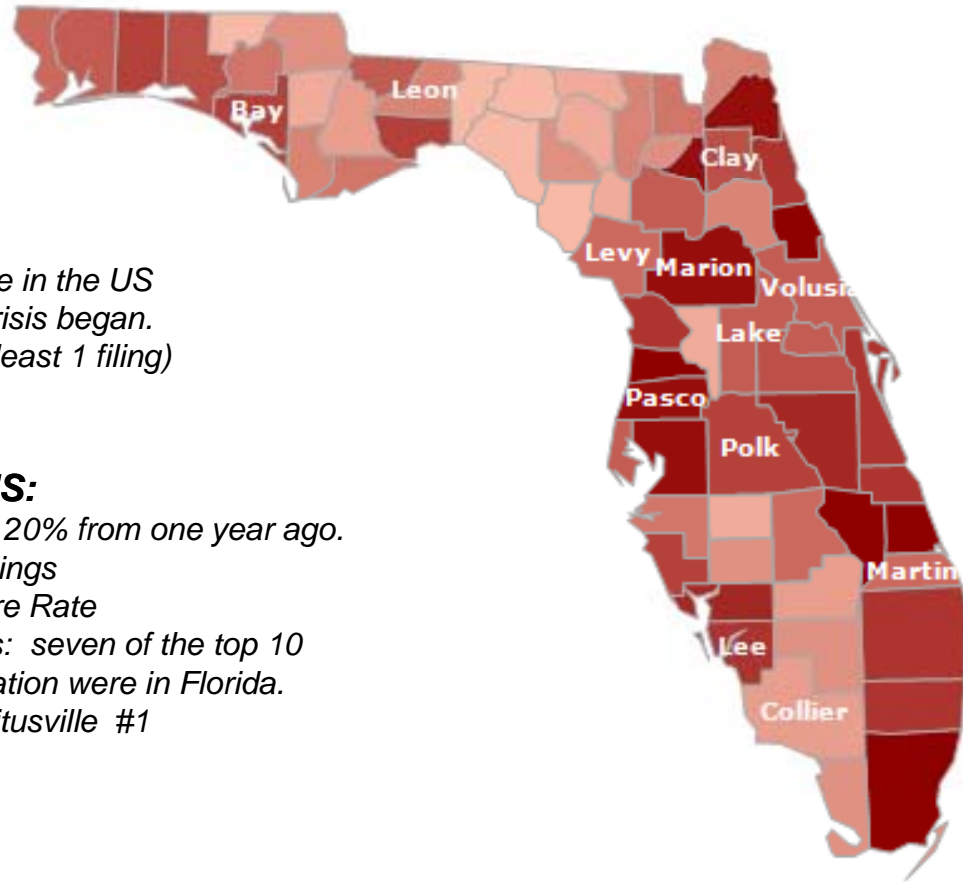 Leon
Bay
Clay
Levy
Marion
Volusi
Lake
Pasco
Polk
Martin
Lee
Collier
e in the US
risis began.
least 1 filing)
IS:
20% from one year ago.
ings
re Rate
s: seven of the top 10
ation were in Florida.
itusville #1